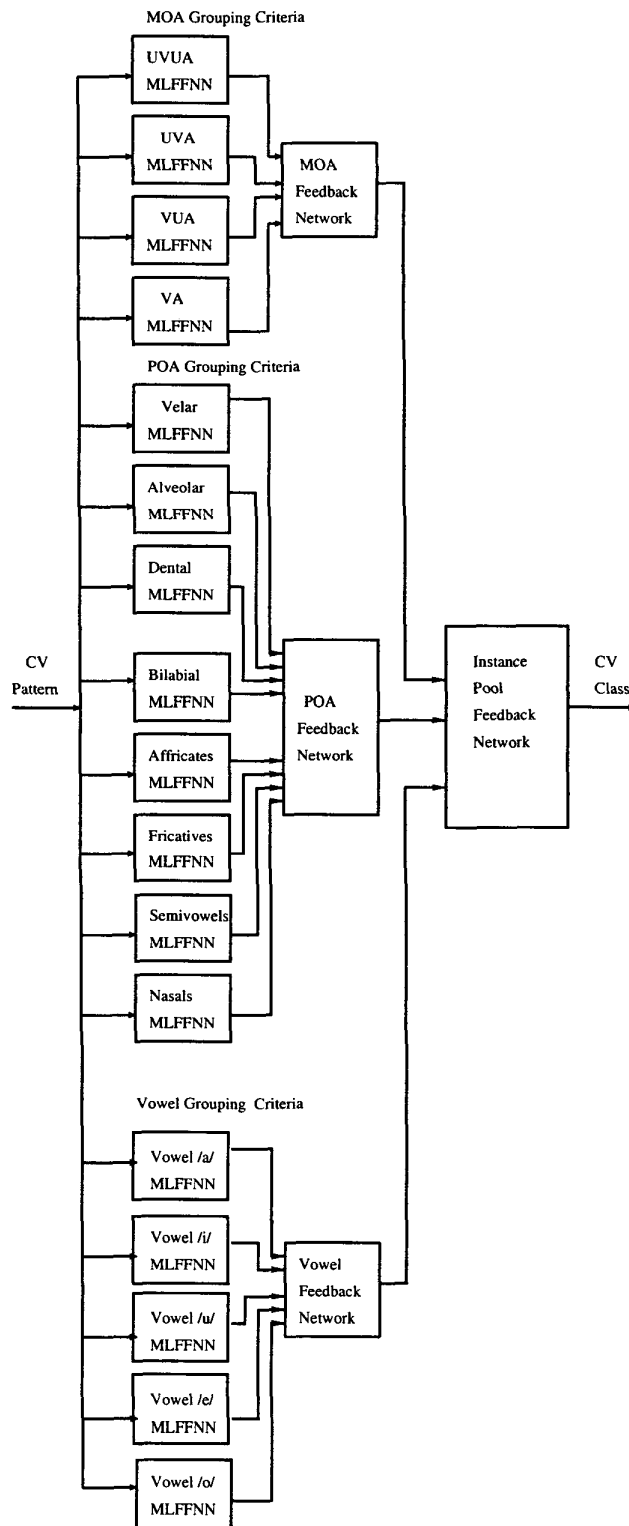 MOA Grouping Criteria
UVUA
MLFFNN
UVA
MLFFNN
VUA
MLFFNN
VA
MLFFNN
MOA
Feedback
Network
POA Grouping Criteria
Velar
MLFFNN
Alveolar
MLFFNN
Dental
MLFFNN
Bilabial
MLFFNN
Affricates
MLFFNN
Fricatives
MLFFNN
Semivowels
MLFFNN
Nasals
MLFFNN
CV
Pattern
POA
Feedback
Network
Instance
Pool
Feedback
Network
CV
Class
Vowel Grouping Criteria
Vowel /a/
MLFFNN
Vowel /i/
MLFFNN
Vowel /u/
MLFFNN
Vowel /e/
MLFFNN
Vowel /o/
MLFFNN
Vowel
Feedback
Network